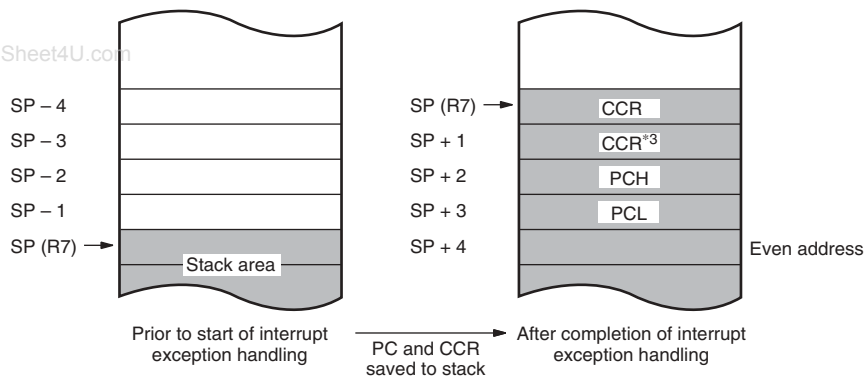 Sheet4U.com
SP – 4
SP – 3
SP – 2
SP – 1
SP (R7)
Stack area
SP (R7)
SP + 1
SP + 2
SP + 3
SP + 4
CCR
CCR*3
PCH
PCL
Even address
Prior to start of interrupt
exception handling
PC and CCR
saved to stack
After completion of interrupt
exception handling